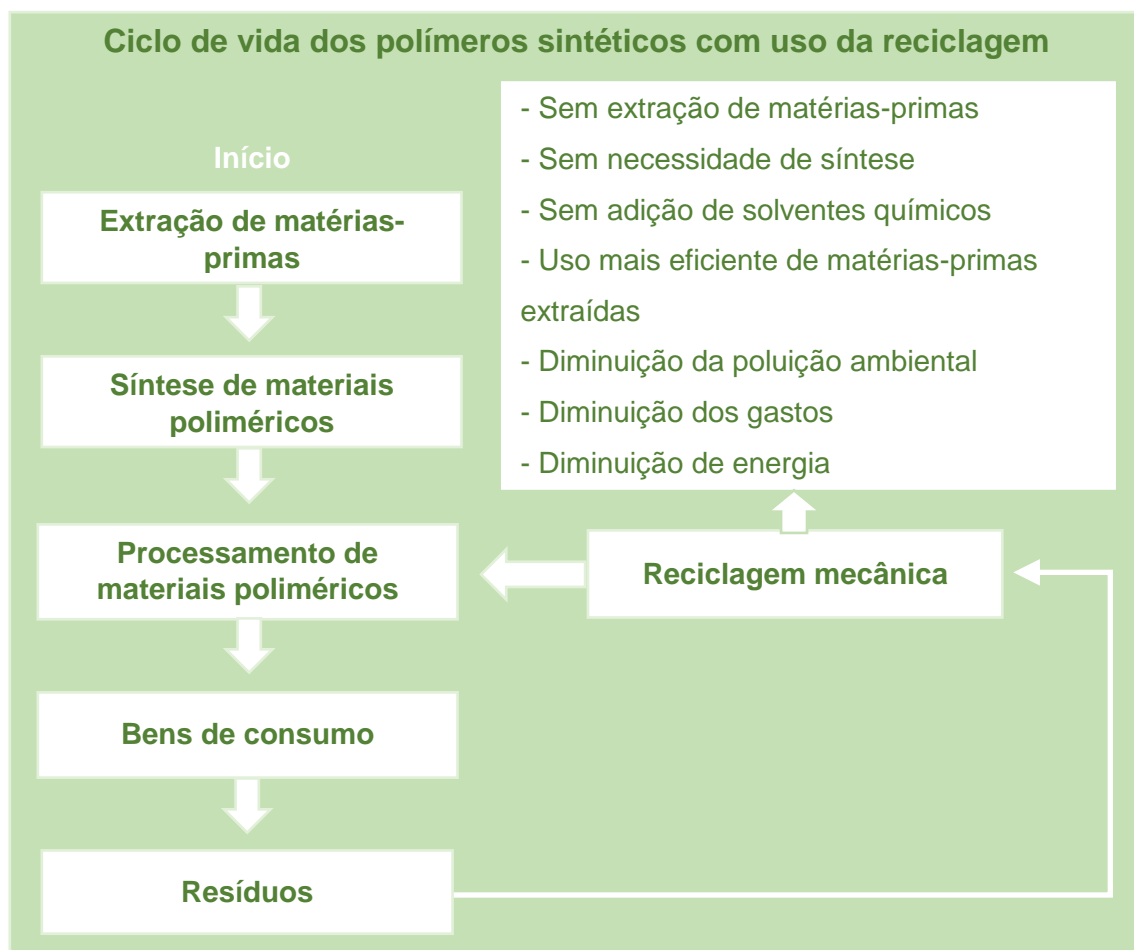 Ciclo de vida dos polímeros sintéticos com uso da reciclagem
Início
Extração de matérias-
primas
Síntese de materiais
poliméricos
Processamento de
materiais poliméricos
Bens de consumo
Resíduos
Reciclagem mecânica
- Sem extração de matérias-primas
- Sem necessidade de síntese
- Sem adição de solventes químicos
- Uso mais eficiente de matérias-primas
extraídas
- Diminuição da poluição ambiental
- Diminuição dos gastos
- Diminuição de energia